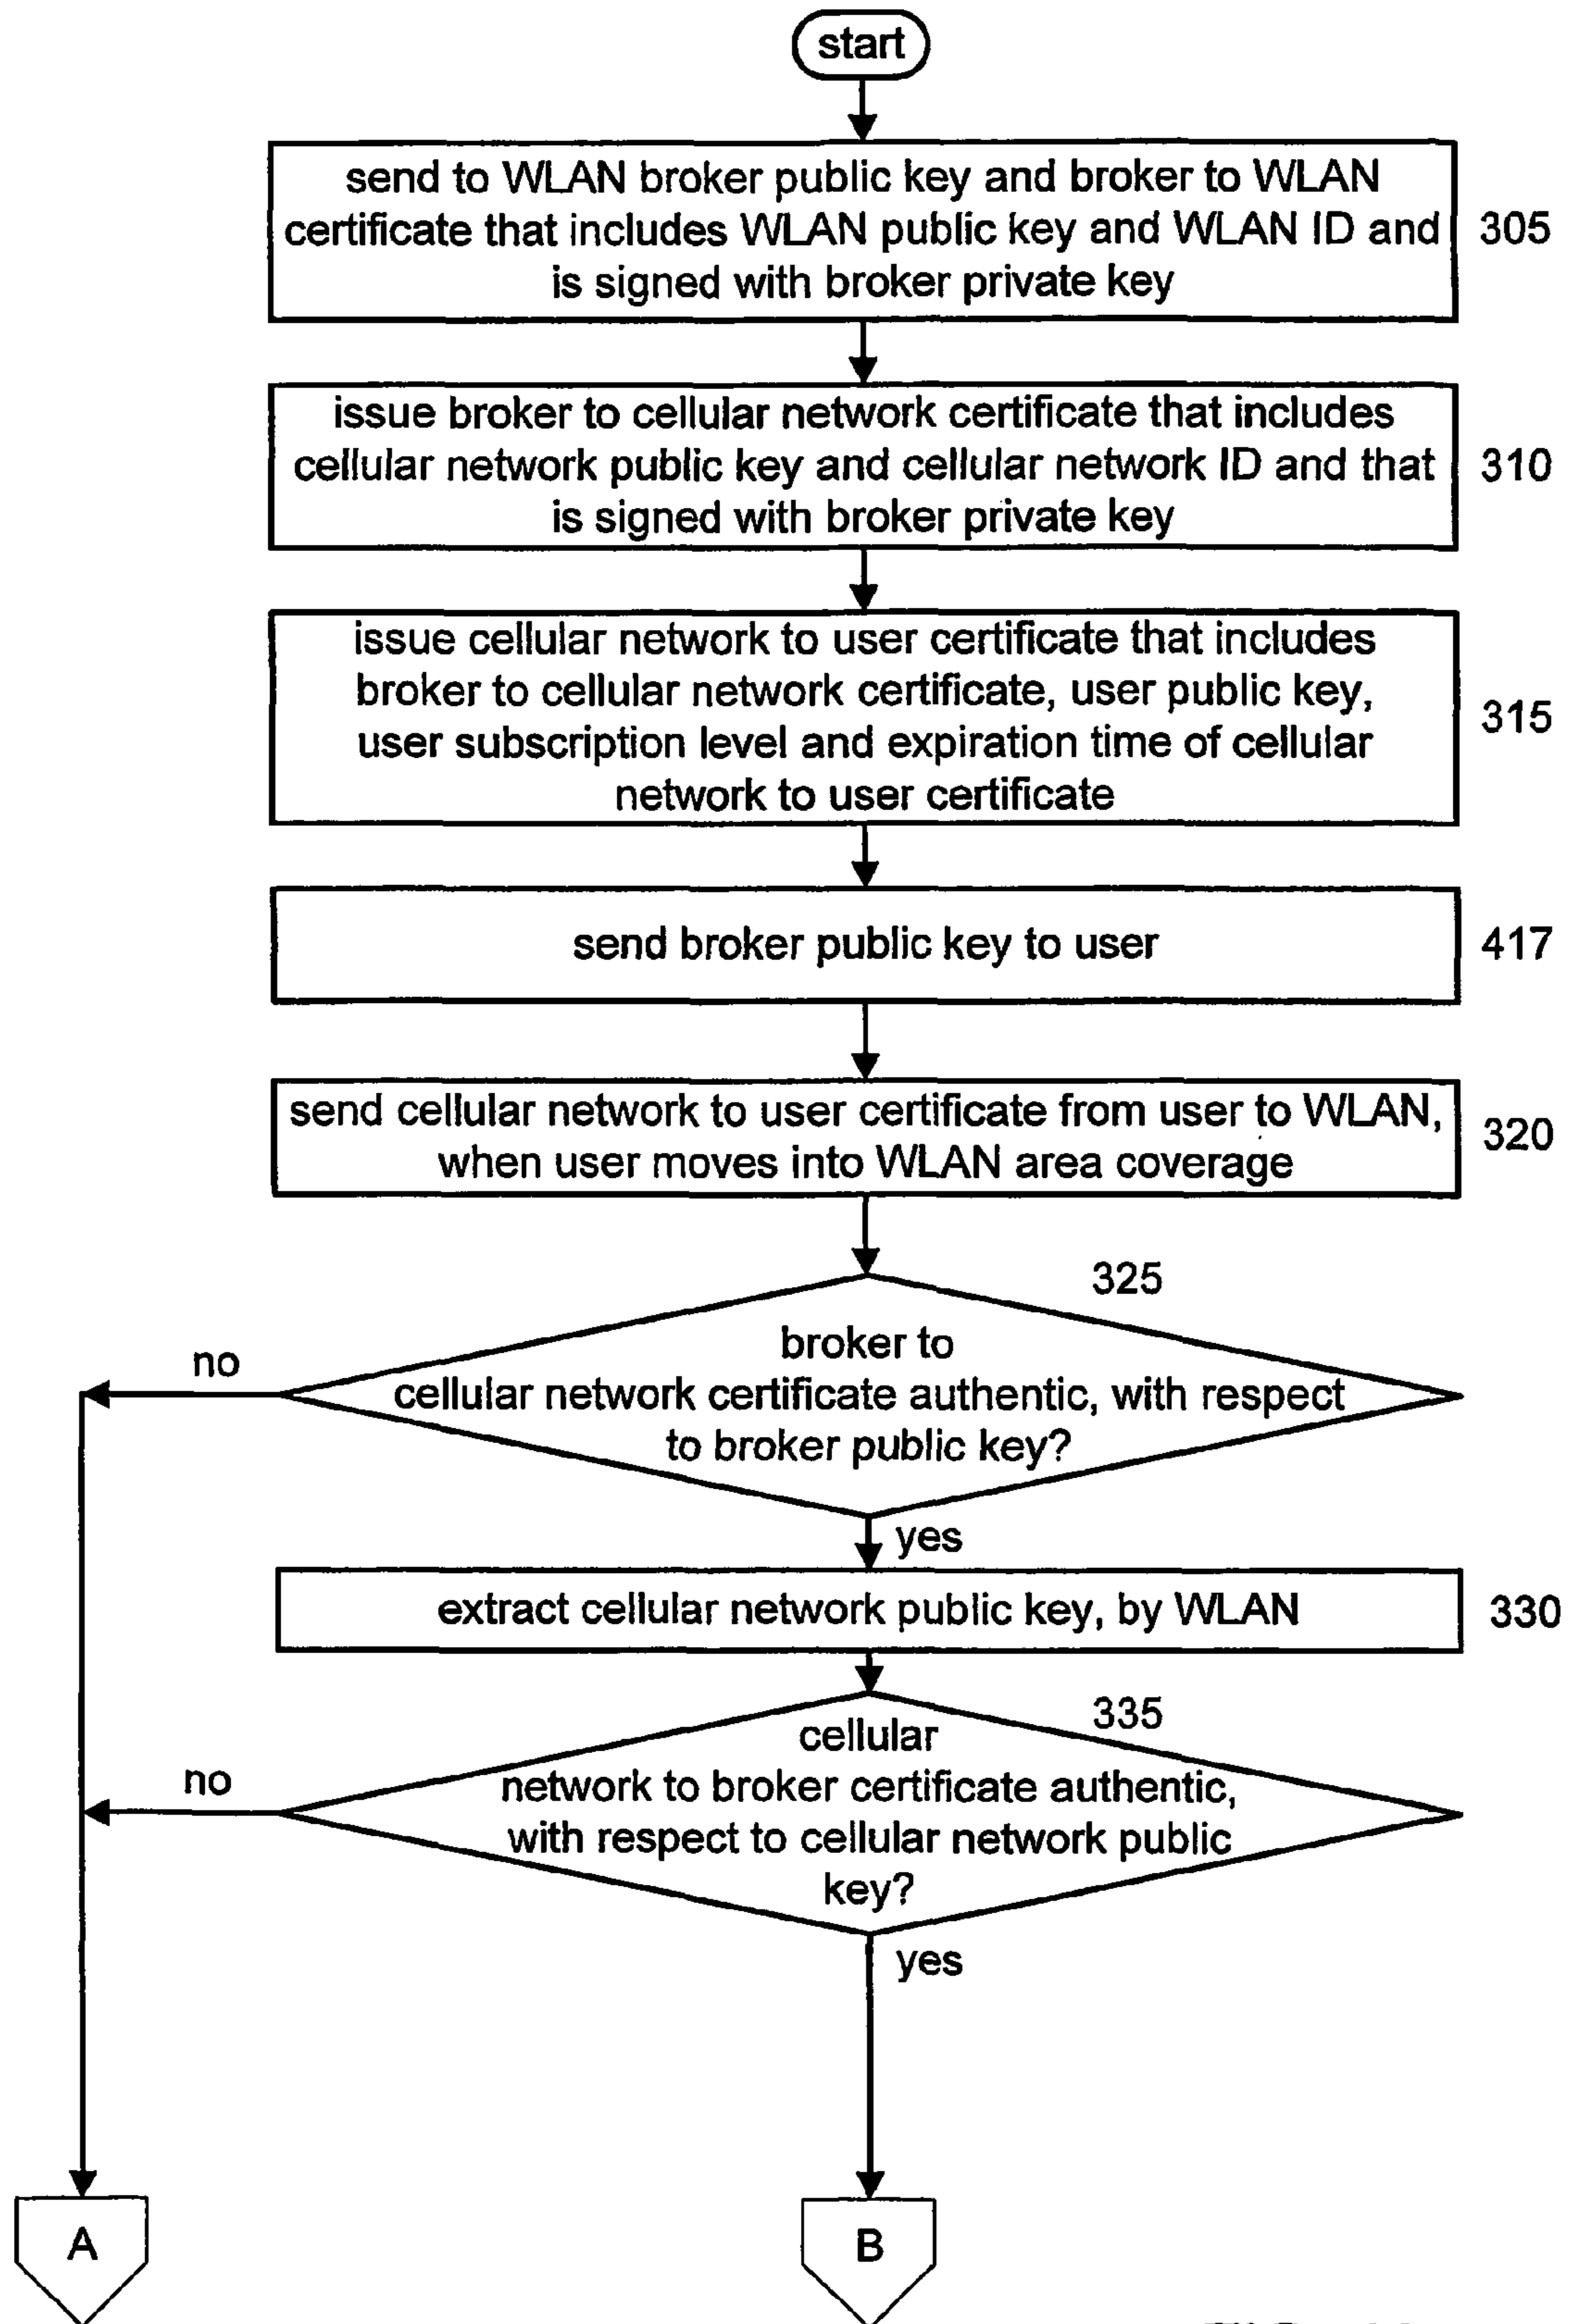 start
send to WLAN broker public key and broker to WLAN
certificate that includes WLAN public key and WLAN ID and
is signed with broker private key
305
issue broker to cellular network certificate that includes
cellular network public key and cellular network ID and that
is signed with broker private key
310
issue cellular network to user certificate that includes
broker to cellular network certificate, user public key,
user subscription level and expiration time of cellular
network to user certificate
315
send broker public key to user
417
send cellular network to user certificate from user to WLAN,
when user moves into WLAN area coverage
320
325
broker to
cellular network certificate authentic, with respect
to broker public key?
no
yes
extract cellular network public key, by WLAN
330
335
cellular
network to broker certificate authentic,
with respect to cellular network public
key?
no
yes
A
B